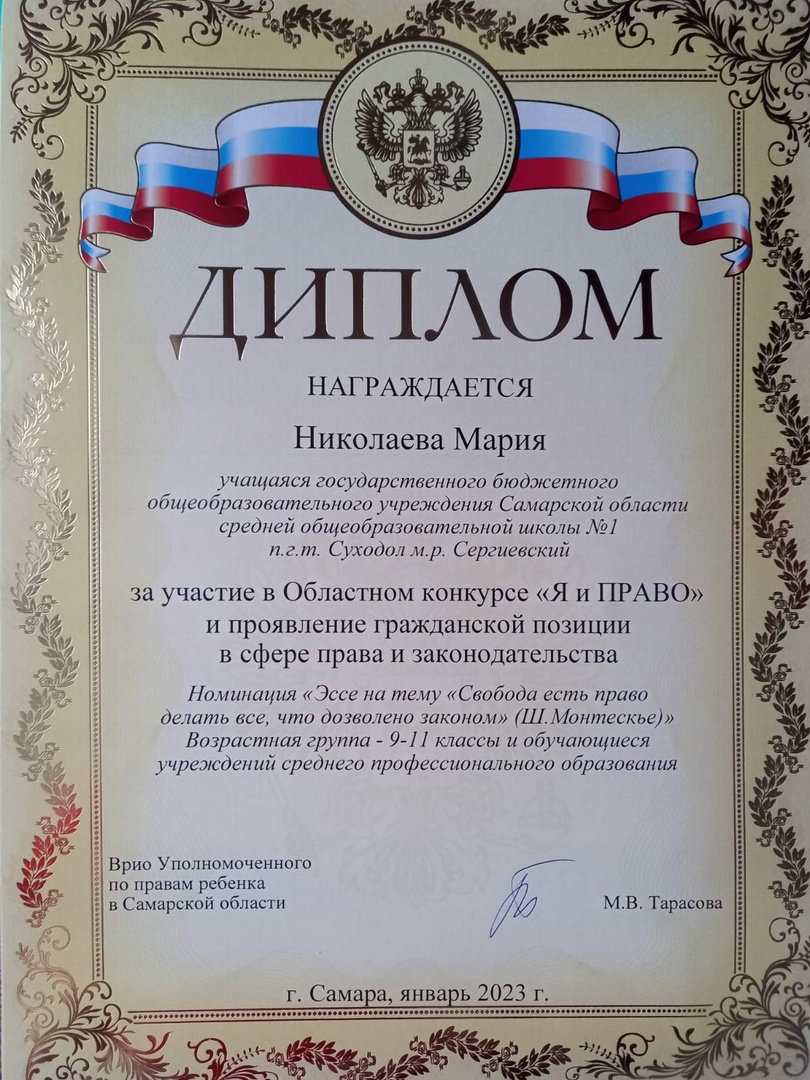 ДИПЛОМ
НАГРАЖДАЕТСЯ
Николаева Мария
учащаяся государственного бюджетного
общеобразовательного учреждения Самарской области
средней общеобразовательной школы №1
п.г.т. Суходол м.р. Сергиевский
за участие в Областном конкурсе «Я и ПРАВО»
и проявление гражданской позиции
в сфере права и законодательства
Номинация «Эссе на тему «Свобода есть право
делать все, что дозволено законом» (Ш.Монтескье)»
Возрастная группа - 9-11 классы и обучающиеся
учреждений среднего профессионального образования
Врио Уполномоченного
по правам ребенка
в Самарской области
М.В. Тарасова
г. Самара, январь 2023 г.